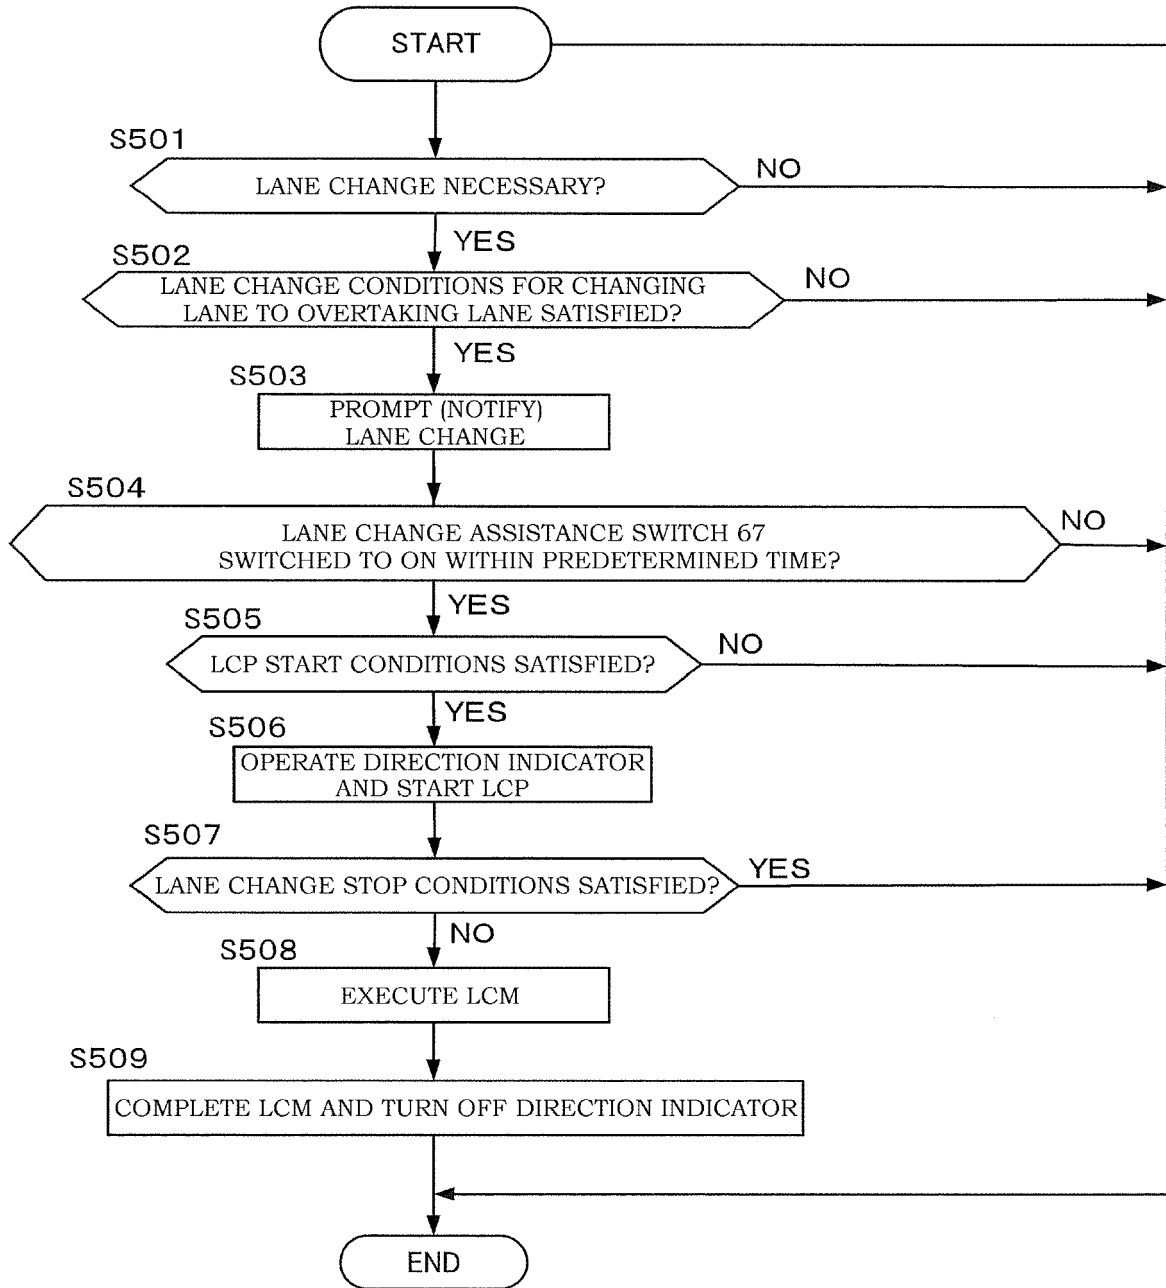 START
S501
LANE CHANGE NECESSARY?
NO
YES
S502
LANE CHANGE CONDITIONS FOR CHANGING
LANE TO OVERTAKING LANE SATISFIED?
NO
YES
S503
PROMPT (NOTIFY)
LANE CHANGE
S504
LANE CHANGE ASSISTANCE SWITCH 67
SWITCHED TO ON WITHIN PREDETERMINED TIME?
NO
YES
S505
LCP START CONDITIONS SATISFIED?
NO
YES
S506
OPERATE DIRECTION INDICATOR
AND START LCP
S507
LANE CHANGE STOP CONDITIONS SATISFIED?
YES
NO
S508
EXECUTE LCM
S509
COMPLETE LCM AND TURN OFF DIRECTION INDICATOR
END